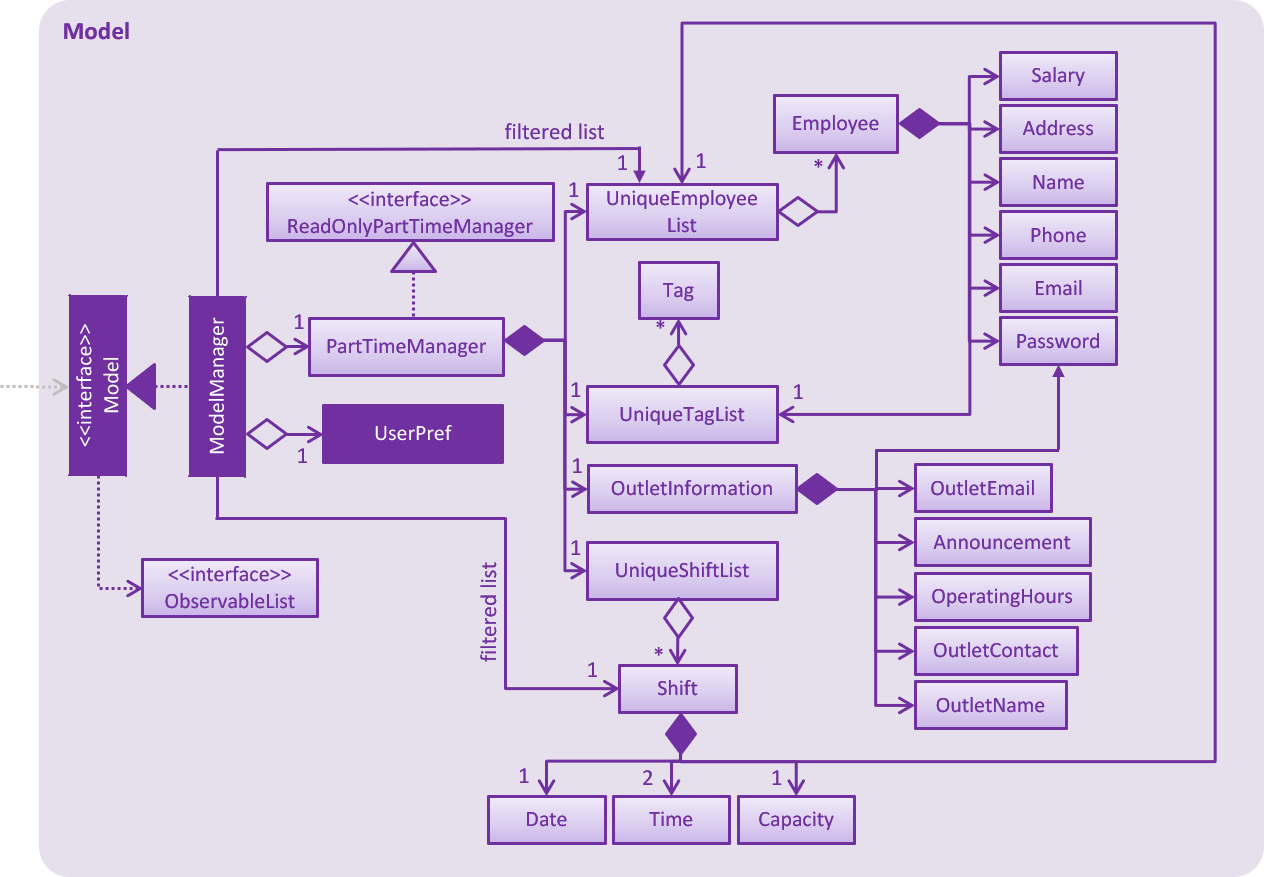 Model
Salary
Employee
Address
filtered list
1
1
*
<<interface>>
ReadOnlyPartTimeManager
1
UniqueEmployee
List
Name
Phone
Tag
Email
*
<<interface>>
Model
ModelManager
1
PartTimeManager
Password
1
1
UniqueTagList
UserPref
1
1
OutletInformation
OutletEmail
Announcement
1
UniqueShiftList
<<interface>>
ObservableList
OperatingHours
filtered list
*
OutletContact
1
Shift
OutletName
1
2
1
Date
Time
Capacity